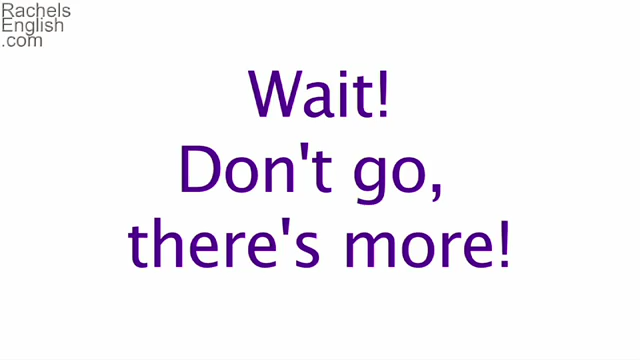 Rachels
English
.com
Wait!
Don't go,
there's more!